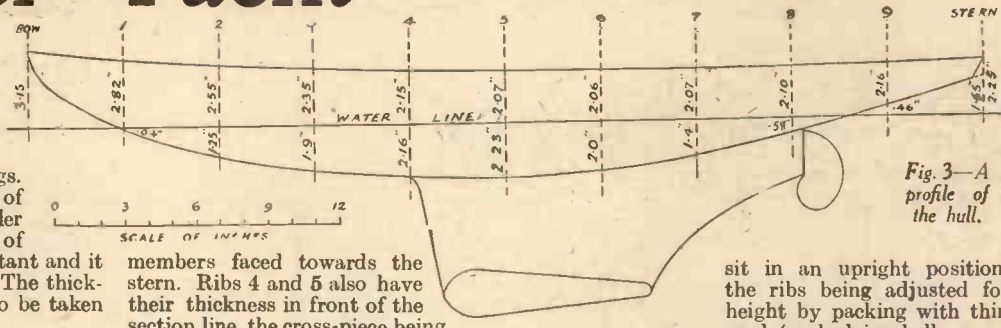 BOW 1 2 3 4 5 6 7 8 9 STERN
3·15" 2·82" 2·55" 2·35" 2·15" 2·07" 2·06" 2·07" 2·10" 2·16 2·25"
WATER LINE
·04" 1·25" 1·9" 2·16" 2·23" 2·0" 1·4" ·58" ·46"
0 3 6 9 12
SCALE OF INCHES
Fig. 3—A
profile of
the hull.
gs.
of
ler
of
tant and it
The thick-
o be taken
members faced towards the
stern. Ribs 4 and 5 also have
their thickness in front of the
section line, the cross-piece being
sit in an upright position
the ribs being adjusted fo
height by packing with thin